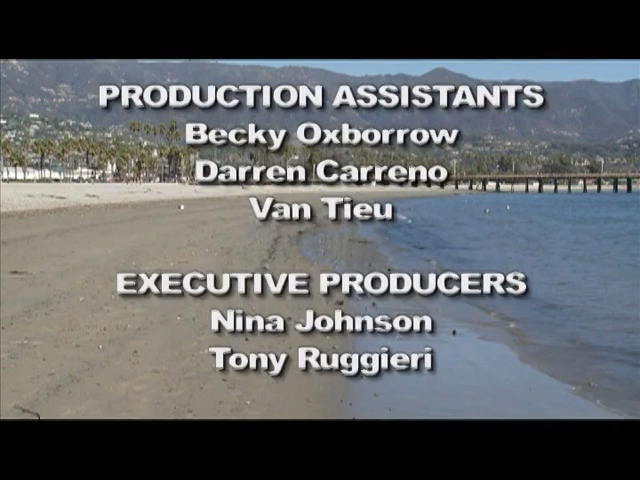 PRODUCTION ASSISTANTS
Becky Oxborrow
Darren Carreno
Van Tieu
EXECUTIVE PRODUCERS
Nina Johnson
Tony Ruggieri